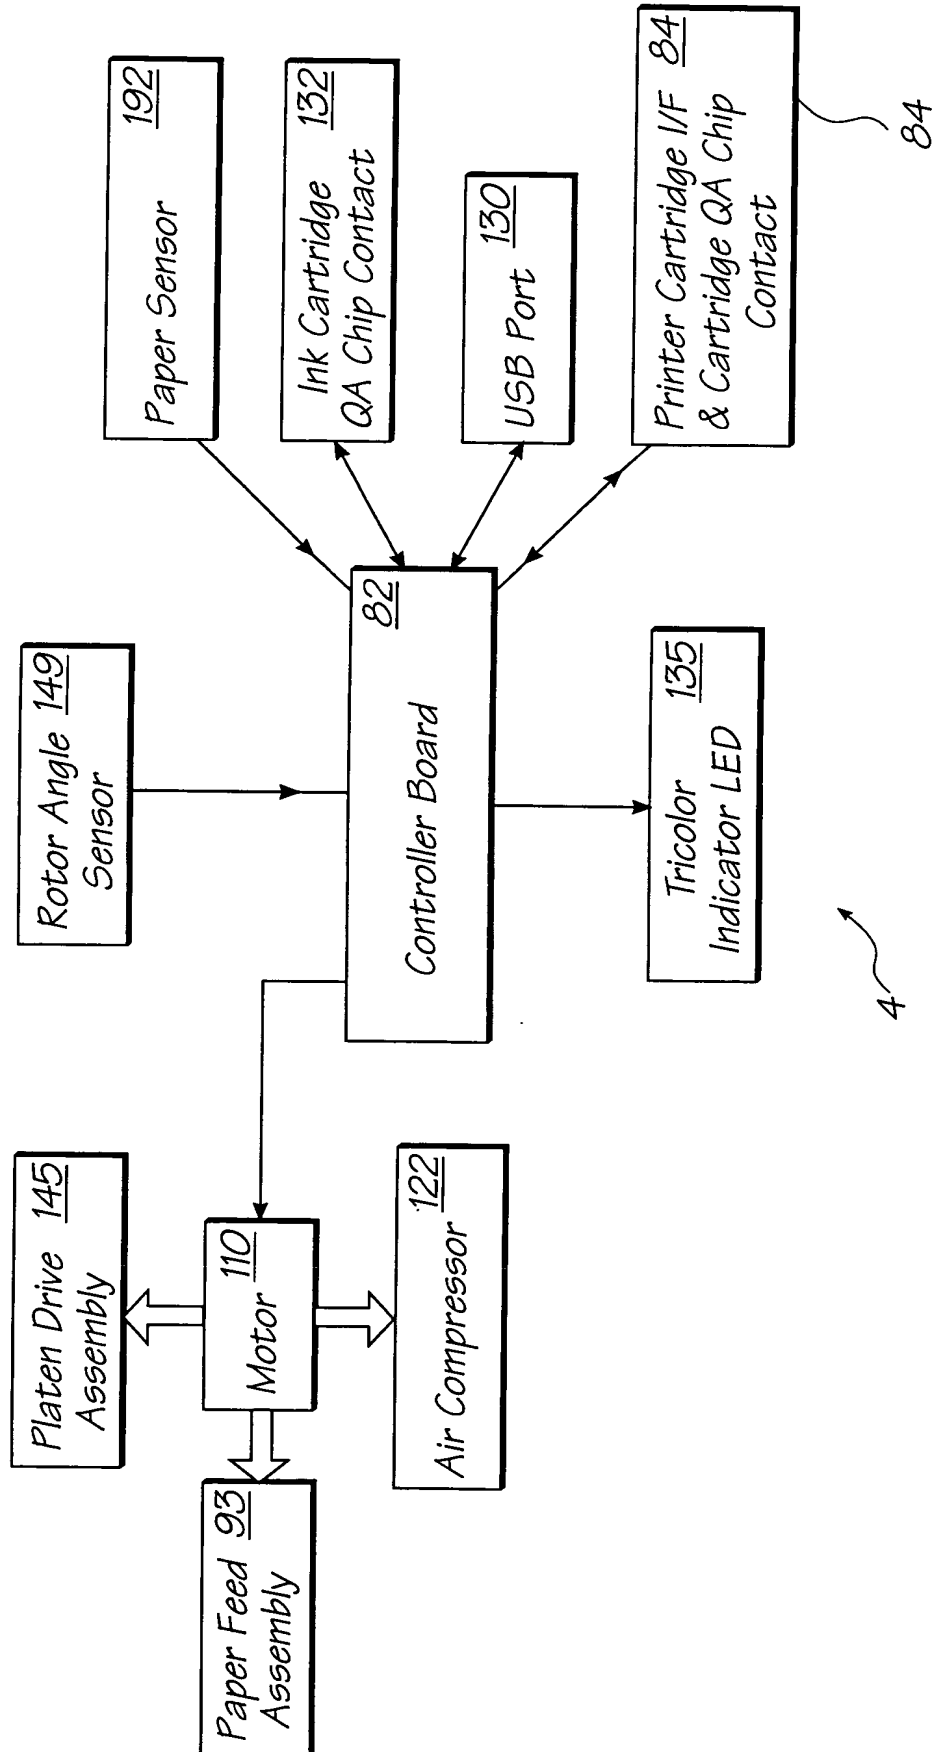 Paper Feed 93
Assembly
Platen Drive 145
Assembly
Motor 110
Air Compressor 122
Rotor Angle 149
Sensor
Controller Board 82
Tricolor 135
Indicator LED
Paper Sensor 192
Ink Cartridge 132
QA Chip Contact
USB Port 130
Printer Cartridge I/F 84
& Cartridge QA Chip
Contact
84
4